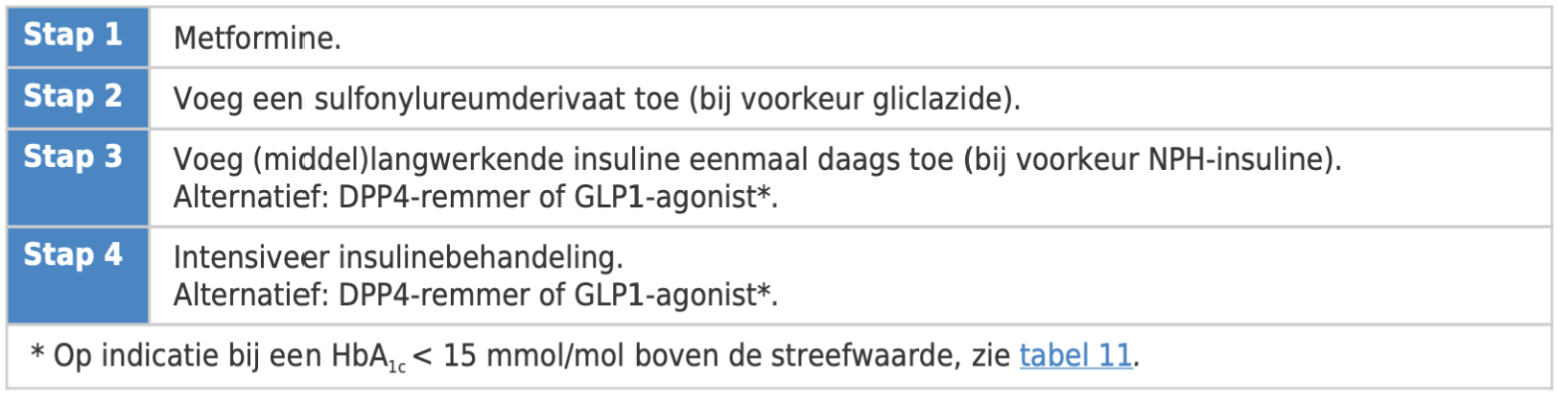 Stap 1 Metformine.
Stap 2 Voeg een sulfonylureumderivaat toe (bij voorkeur gliclazide).
Stap 3 Voeg (middel)langwerkende insuline eenmaal daags toe (bij voorkeur NPH-insuline).
Alternatief: DPP4-remmer of GLP1-agonist*.
Stap 4 Intensiveer insulinebehandeling.
Alternatief: DPP4-remmer of GLP1-agonist*.
* Op indicatie bij een HbA1c < 15 mmol/mol boven de streefwaarde, zie tabel 11.